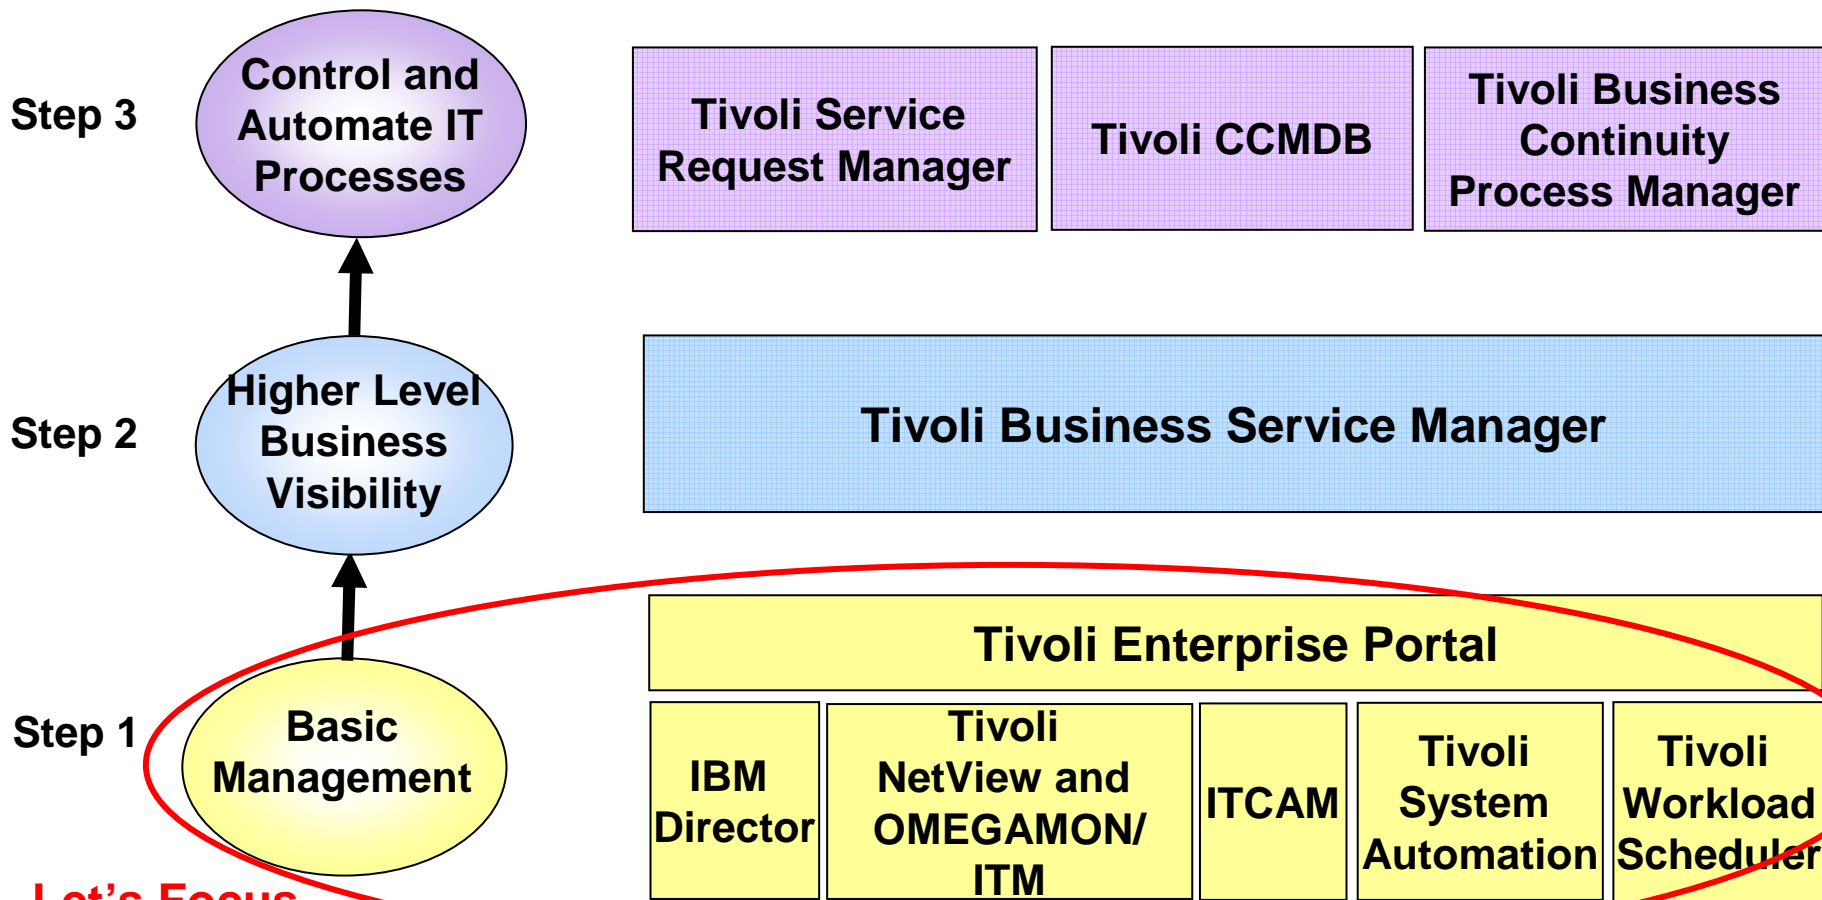 Step 3
Control and
Automate IT
Processes
Tivoli Service
Request Manager
Tivoli CCMDB
Tivoli Business
Continuity
Process Manager
Step 2
Higher Level
Business
Visibility
Tivoli Business Service Manager
Step 1
Basic
Management
Tivoli Enterprise Portal
IBM
Director
Tivoli
NetView and
OMEGAMON/
ITM
ITCAM
Tivoli
System
Automation
Tivoli
Workload
Scheduler
Let's Focus